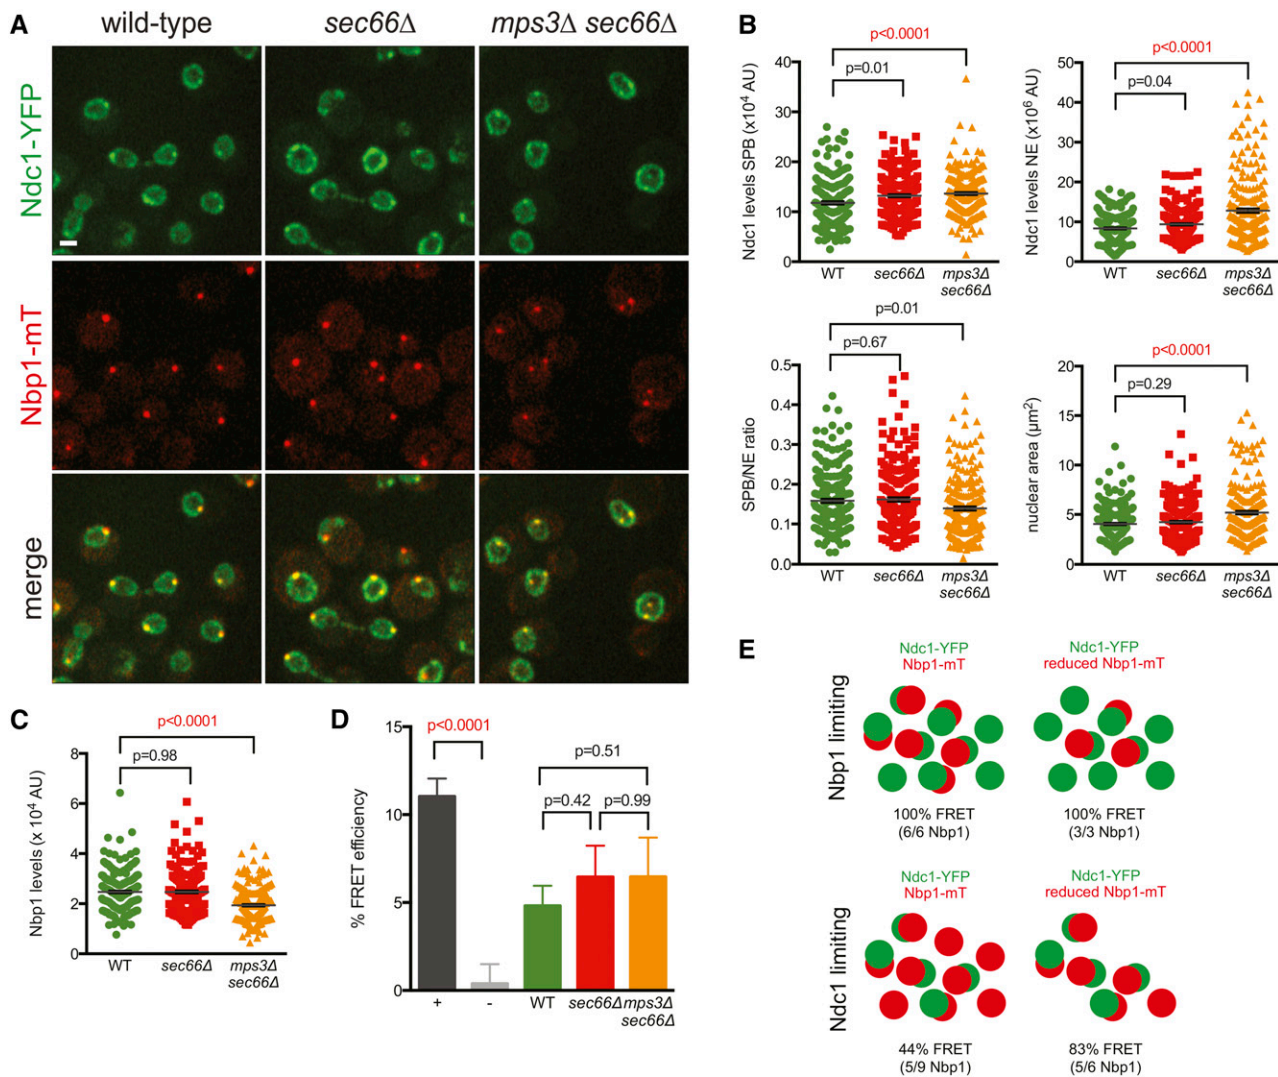 A
wild-type
sec66Δ
mps3Δ sec66Δ
Ndc1-YFP
Nbp1-mT
merge
B
p<0.0001
p=0.01
Ndc1 levels SPB (x10⁴ AU)
40
30
20
10
0
WT
sec66Δ
mps3Δ
sec66Δ
p<0.0001
p=0.04
Ndc1 levels NE (x10⁶ AU)
50
40
30
20
10
0
WT
sec66Δ
mps3Δ
sec66Δ
p=0.01
p=0.67
SPB/NE ratio
0.5
0.4
0.3
0.2
0.1
0.0
WT
sec66Δ
mps3Δ
sec66Δ
p<0.0001
p=0.29
nuclear area (µm²)
20
15
10
5
0
WT
sec66Δ
mps3Δ
sec66Δ
C
p<0.0001
p=0.98
Nbp1 levels (x 10⁴ AU)
8
6
4
2
0
WT
sec66Δ
mps3Δ
sec66Δ
D
p<0.0001
p=0.51
p=0.42
p=0.99
% FRET efficiency
15
10
5
0
+
-
WT
sec66Δ
mps3Δ
sec66Δ
E
Nbp1 limiting
Ndc1-YFP
Nbp1-mT
100% FRET
(6/6 Nbp1)
Ndc1-YFP
reduced Nbp1-mT
100% FRET
(3/3 Nbp1)
Ndc1 limiting
Ndc1-YFP
Nbp1-mT
44% FRET
(5/9 Nbp1)
Ndc1-YFP
reduced Nbp1-mT
83% FRET
(5/6 Nbp1)